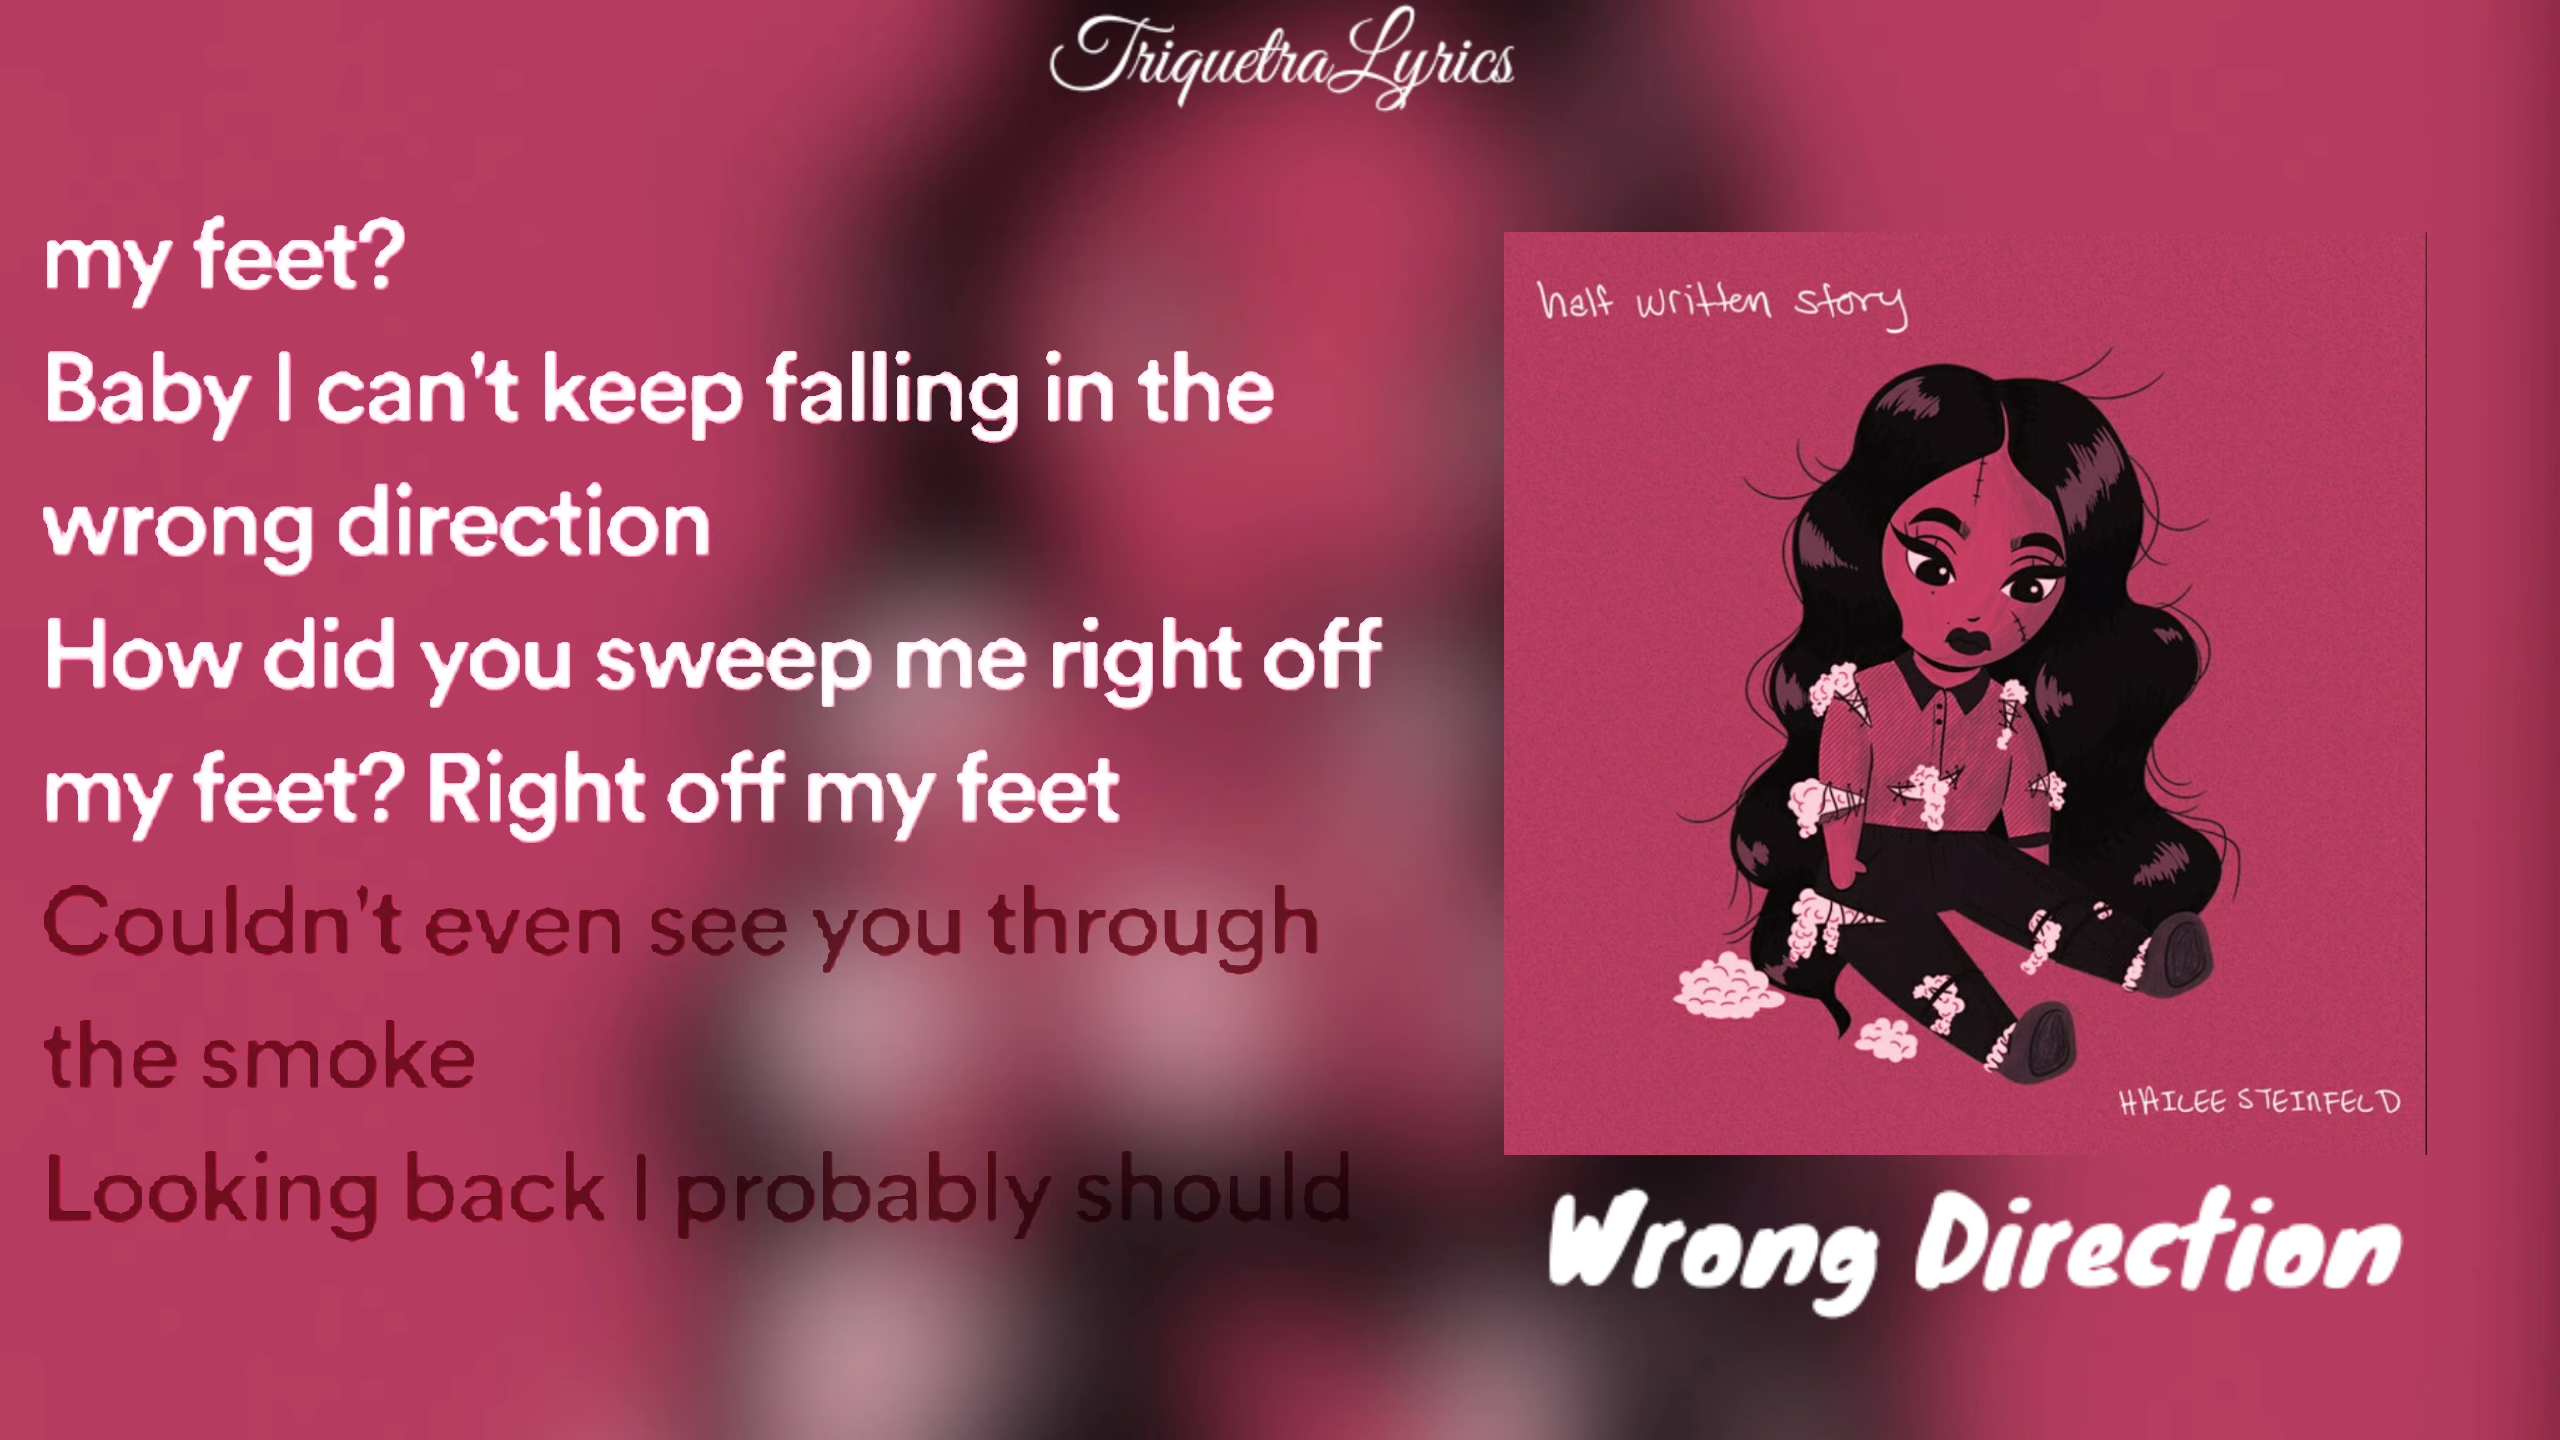 TriquetraLyrics
my feet?
Baby I can't keep falling in the
wrong direction
How did you sweep me right off
my feet? Right off my feet
Couldn't even see you through
the smoke
Looking back I probably should
half written story
HAILEE STEINFELD
Wrong Direction